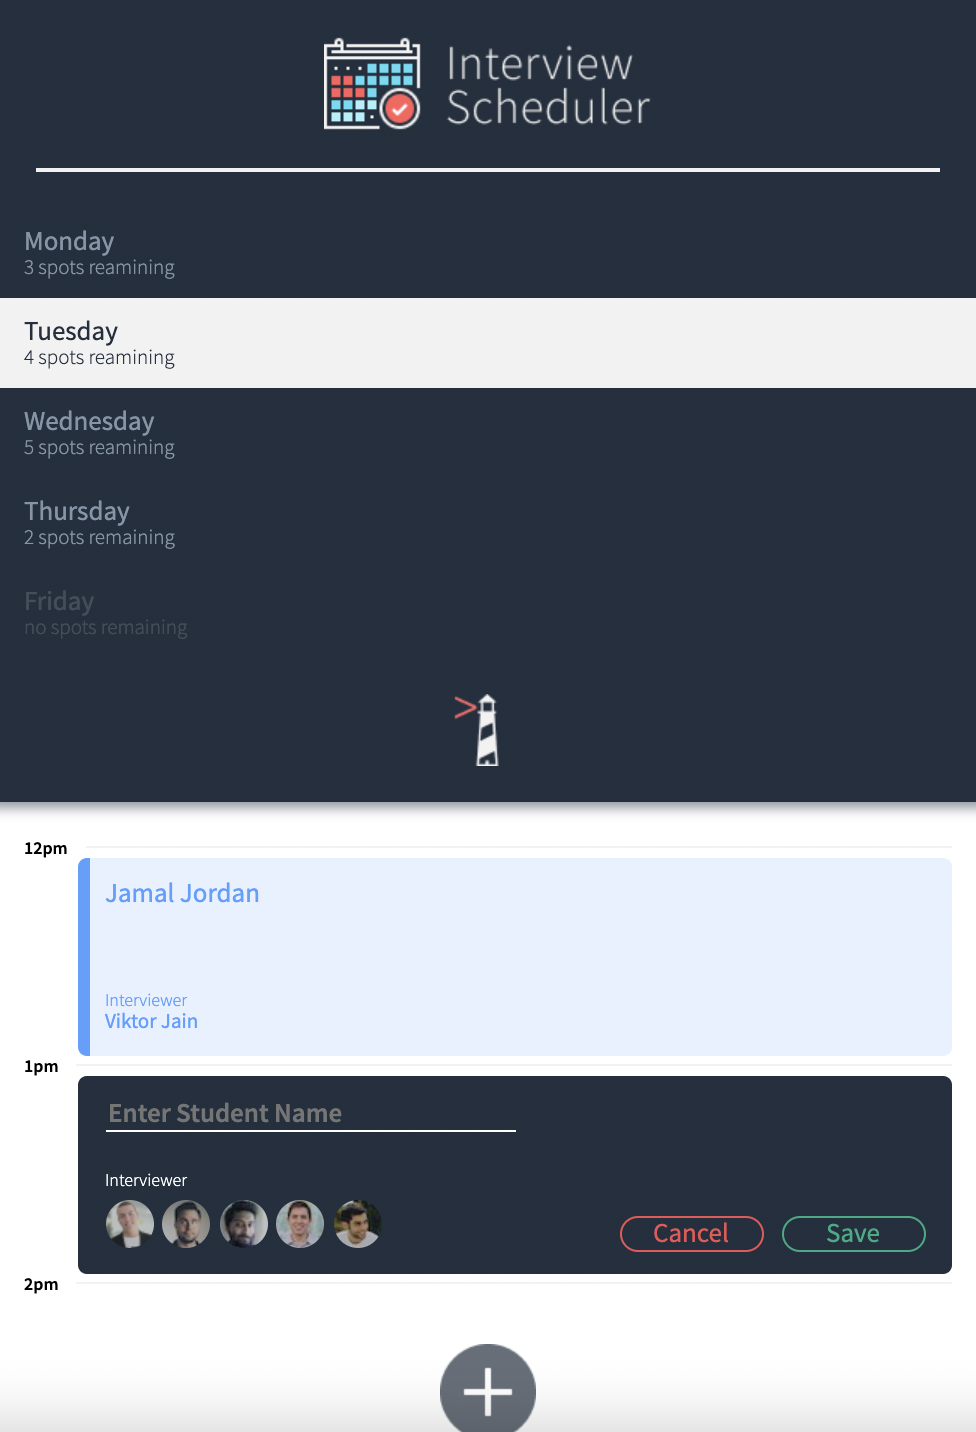 Interview
Scheduler
Monday
3 spots reamining
Tuesday
4 spots reamining
Wednesday
5 spots reamining
Thursday
2 spots remaining
Friday
no spots remaining
12pm
Jamal Jordan
Interviewer
Viktor Jain
1pm
Enter Student Name
Interviewer
Cancel
Save
2pm